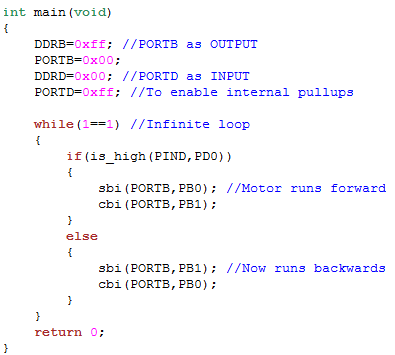 int main(void)
{
    DDRB=0xff; //PORTB as OUTPUT
    PORTB=0x00;
    DDRD=0x00; //PORTD as INPUT
    PORTD=0xff; //To enable internal pullups

    while(1==1) //Infinite loop
    {
        if(is_high(PIND,PD0))
        {
            sbi(PORTB,PB0); //Motor runs forward
            cbi(PORTB,PB1);
        }
        else
        {
            sbi(PORTB,PB1); //Now runs backwards
            cbi(PORTB,PB0);
        }
    }
    return 0;
}